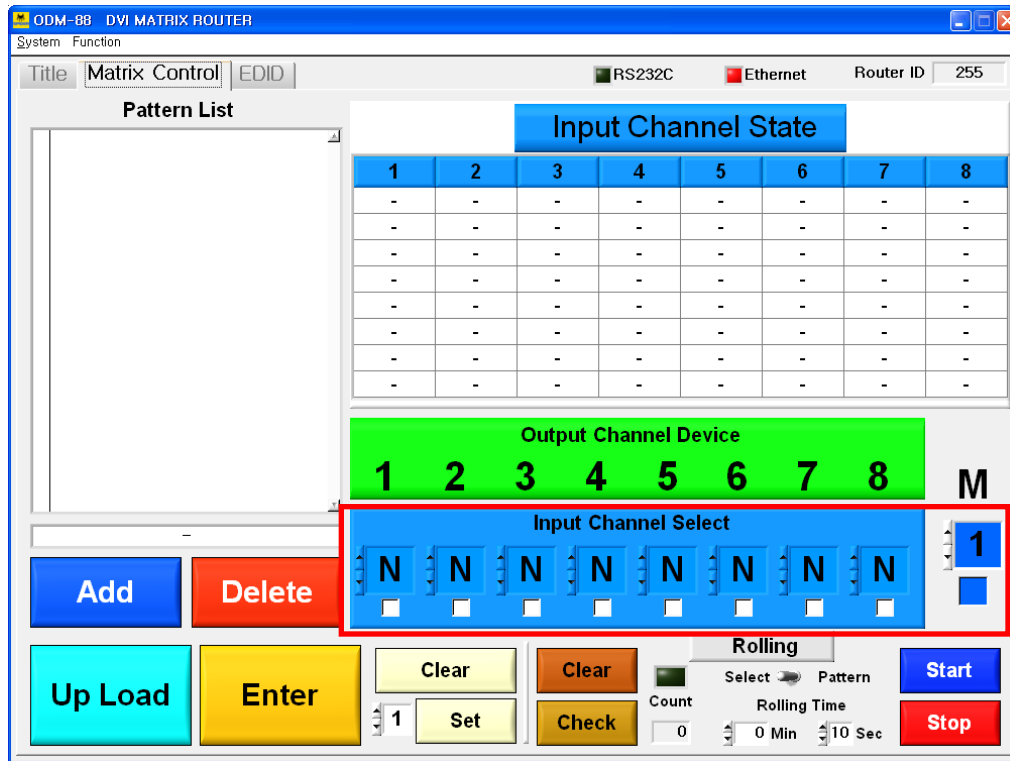 ODM-88 DVI MATRIX ROUTER
System Function
Title Matrix Control EDID RS232C Ethernet Router ID 255
Pattern List
Input Channel State
1 2 3 4 5 6 7 8
- - - - - - - -
- - - - - - - -
- - - - - - - -
- - - - - - - -
- - - - - - - -
- - - - - - - -
- - - - - - - -
- - - - - - - -
Output Channel Device
1 2 3 4 5 6 7 8 M
Input Channel Select
–
N N N N N N N N 1
Add Delete
Rolling
Clear Clear Select Pattern Start
Up Load Enter
Count Rolling Time
1 Set Check 0 0 Min 10 Sec Stop